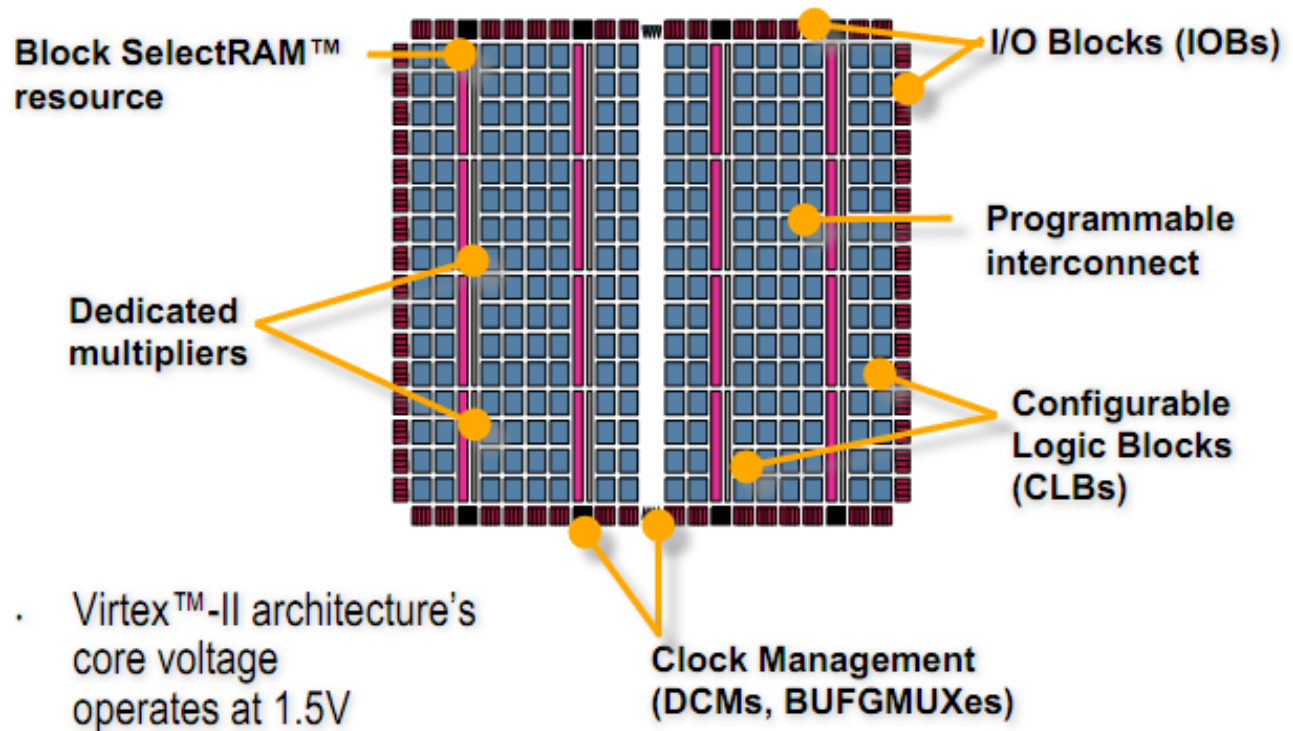 Block SelectRAM™
resource
I/O Blocks (IOBs)
Programmable
interconnect
Dedicated
multipliers
Configurable
Logic Blocks
(CLBs)
· Virtex™-II architecture’s
core voltage
operates at 1.5V
Clock Management
(DCMs, BUFGMUXes)